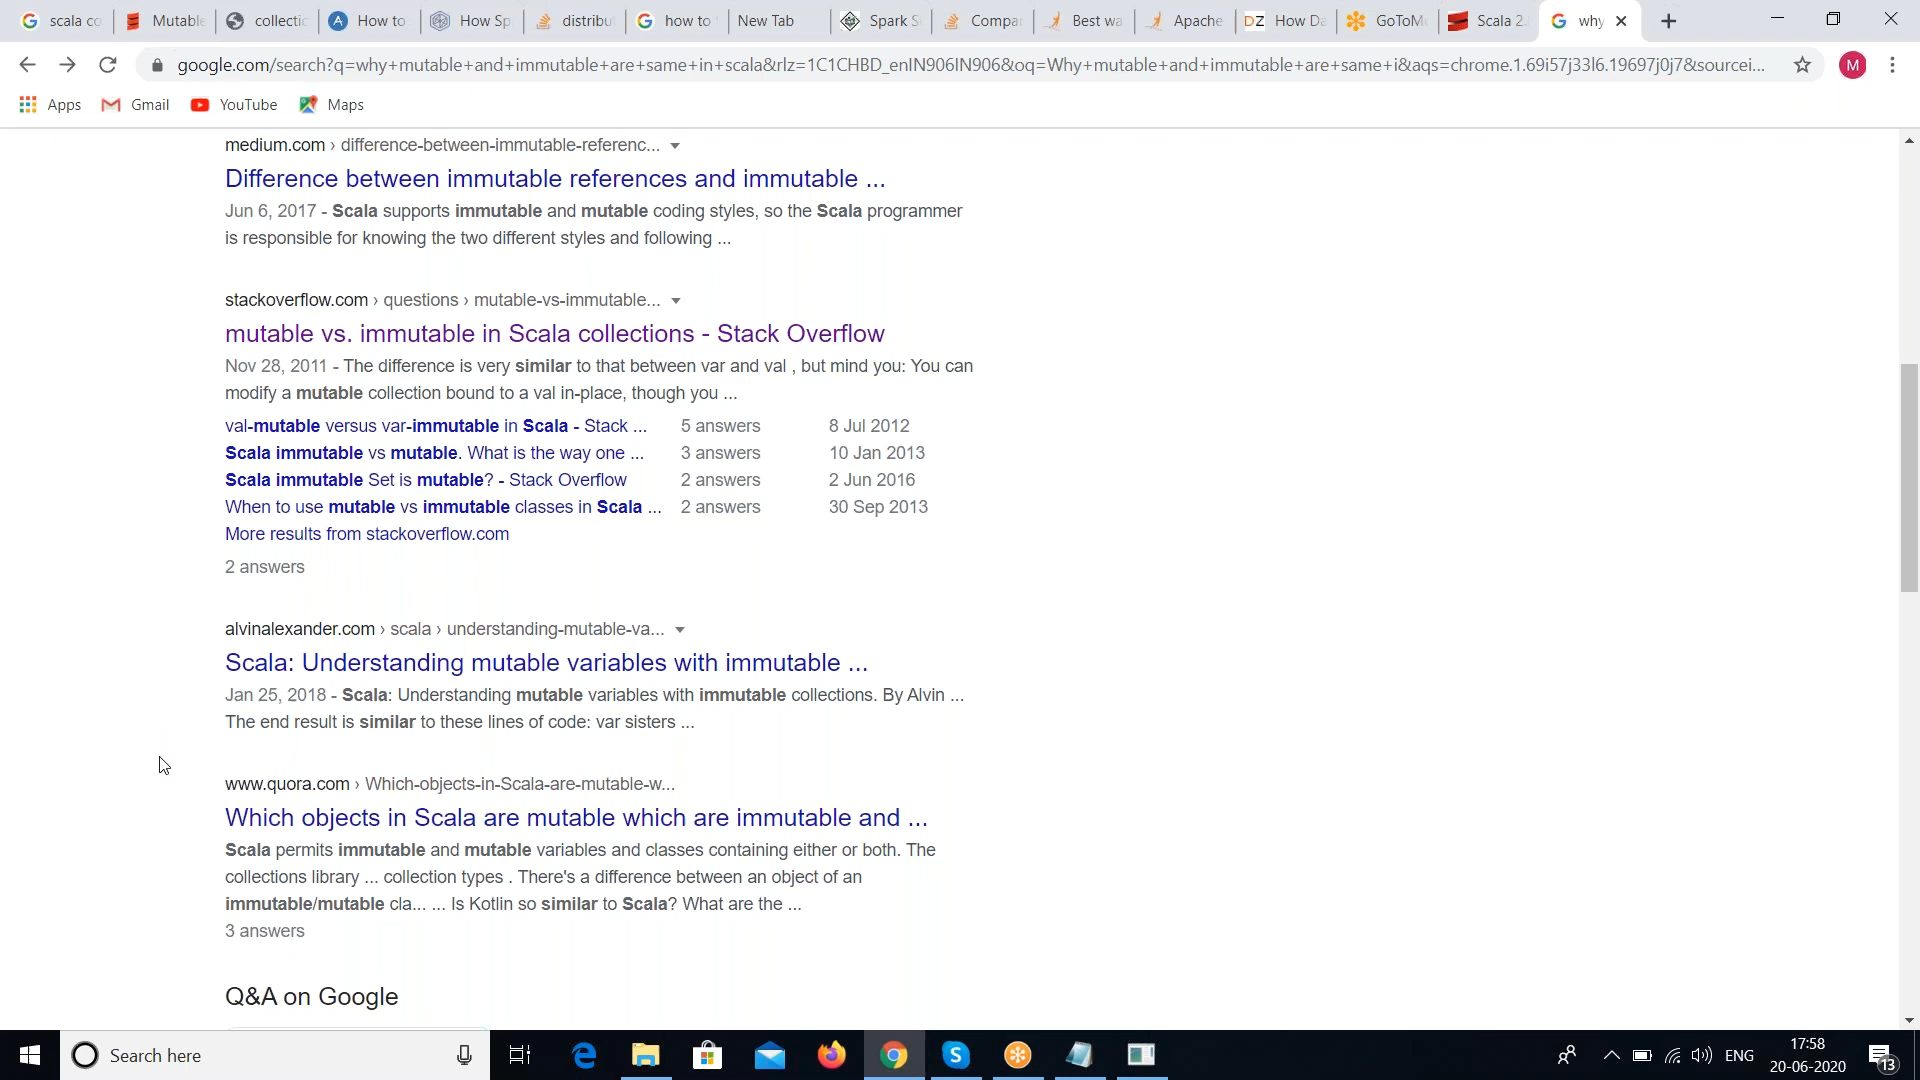 scala co
Mutable
collectic
How to
How Sp
distribu
how to
New Tab
Spark S
Compar
Best wa
Apache
DZ
How Da
GoToMe
Scala 2.
why
google.com/search?q=why+mutable+and+immutable+are+same+in+scala&rlz=1C1CHBD_enIN906IN906&oq=Why+mutable+and+immutable+are+same+i&aqs=chrome.1.69i57j33l6.19697j0j7&sourcei...
M
Apps
Gmail
YouTube
Maps
medium.com › difference-between-immutable-referenc...
Difference between immutable references and immutable ...
Jun 6, 2017 - Scala supports immutable and mutable coding styles, so the Scala programmer
is responsible for knowing the two different styles and following ...
stackoverflow.com › questions › mutable-vs-immutable...
mutable vs. immutable in Scala collections - Stack Overflow
Nov 28, 2011 - The difference is very similar to that between var and val , but mind you: You can
modify a mutable collection bound to a val in-place, though you ...
val-mutable versus var-immutable in Scala - Stack ... 5 answers 8 Jul 2012
Scala immutable vs mutable. What is the way one ... 3 answers 10 Jan 2013
Scala immutable Set is mutable? - Stack Overflow 2 answers 2 Jun 2016
When to use mutable vs immutable classes in Scala ... 2 answers 30 Sep 2013
More results from stackoverflow.com
2 answers
alvinalexander.com › scala › understanding-mutable-va...
Scala: Understanding mutable variables with immutable ...
Jan 25, 2018 - Scala: Understanding mutable variables with immutable collections. By Alvin ...
The end result is similar to these lines of code: var sisters ...
www.quora.com › Which-objects-in-Scala-are-mutable-w...
Which objects in Scala are mutable which are immutable and ...
Scala permits immutable and mutable variables and classes containing either or both. The
collections library ... collection types . There's a difference between an object of an
immutable/mutable cla... ... Is Kotlin so similar to Scala? What are the ...
3 answers
Q&A on Google
Search here
ENG
17:58
20-06-2020
13